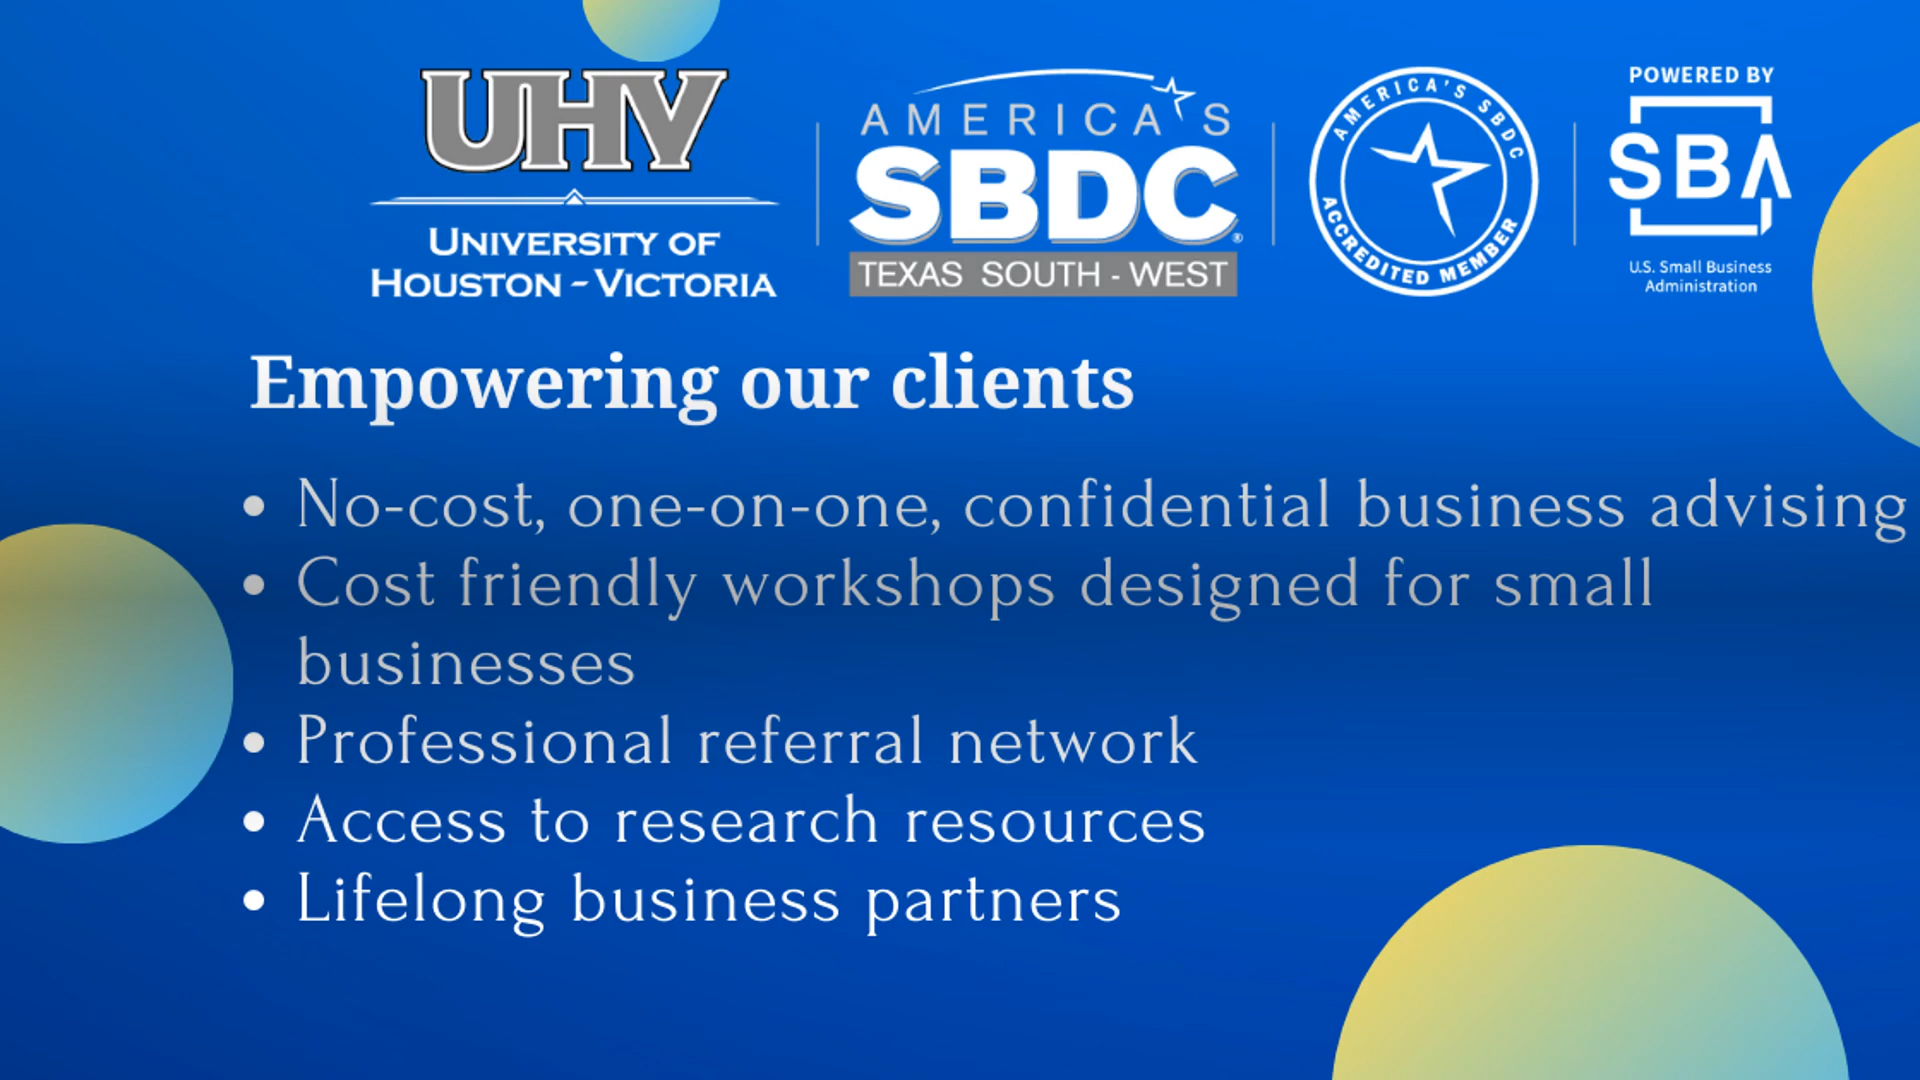 UHV
UNIVERSITY OF
HOUSTON - VICTORIA
AMERICA'S
SBDC®
TEXAS SOUTH - WEST
AMERICA'S SBDC
ACCREDITED MEMBER
POWERED BY
SBA
U.S. Small Business
Administration
Empowering our clients
• No-cost, one-on-one, confidential business advising
• Cost friendly workshops designed for small
businesses
• Professional referral network
• Access to research resources
• Lifelong business partners